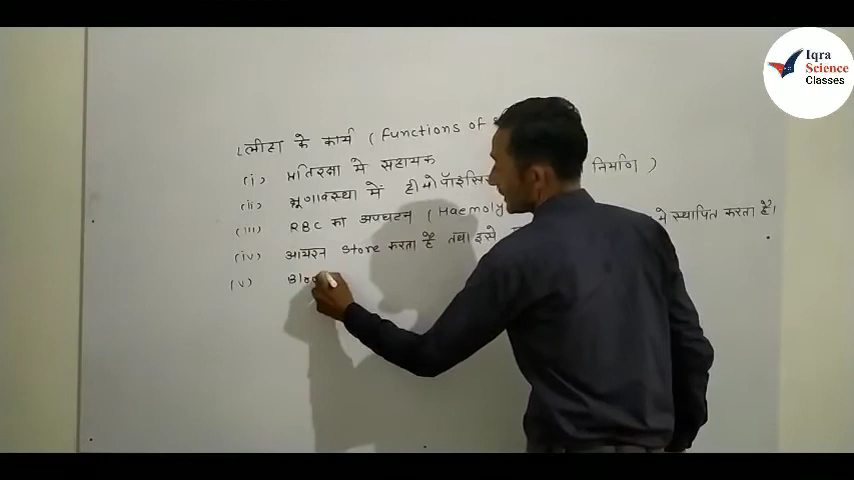 Iqra
Science
Classes
प्लीहा के कार्य (Functions of
(i) प्रतिरक्षा मे सहायक
(ii) भ्रूणावस्था में हीमोपॉइसि निर्माण )
(iii) RBC का अपघटन ( Haemoly
(iv) आयरन Store करता है तथा इसे मे स्थापित करता है।
(v) Bloo